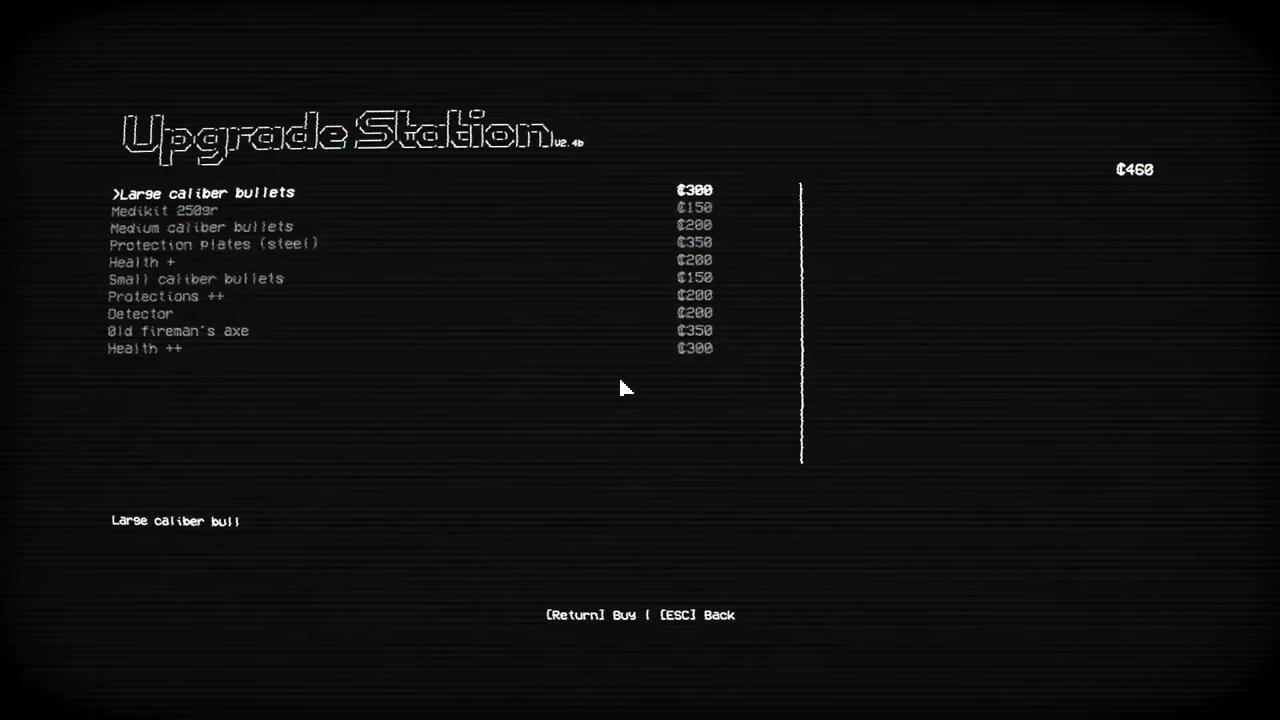 Upgrade Station v2.4b
₵460
>Large caliber bullets ₵300
Medikit 250gr ₵150
Medium caliber bullets ₵200
Protection plates (steel) ₵350
Health + ₵200
Small caliber bullets ₵150
Protections ++ ₵200
Detector ₵200
Old fireman's axe ₵350
Health ++ ₵300
Large caliber bull
[Return] Buy | [ESC] Back